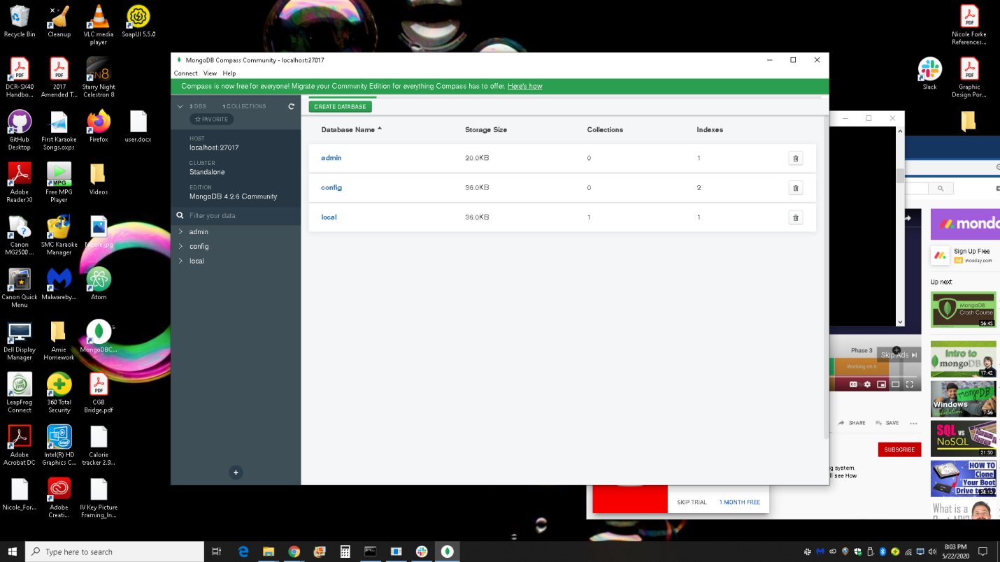 Recycle Bin
Cleanup
VLC media
player
SoapUI 5.5.0
DCR-SX40
Handbo...
2017
Amended T...
Starry Night
Celestron 8
GitHub
Desktop
First Karaoke
Songs.oxps
Firefox
user.docx
Adobe
Reader XI
Free MPG
Player
Videos
Canon
MG2500 ...
SMC Karaoke
Manager
Nicole.jpg
Canon Quick
Menu
Malwareby...
Atom
Dell Display
Manager
Amie
Homework
MongoDBC...
LeapFrog
Connect
360 Total
Security
CGB
Bridge.pdf
Adobe
Acrobat DC
Intel(R) HD
Graphics C...
Calorie
tracker 2.9...
Nicole_For...
Adobe
Creati...
IV Key Picture
Framing_In...
MongoDB Compass Community - localhost:27017
Connect View Help
Compass is now free for everyone! Migrate your Community Edition for everything Compass has to offer. Here's how
3 DBS 1 COLLECTIONS
FAVORITE
HOST
localhost:27017
CLUSTER
Standalone
EDITION
MongoDB 4.2.6 Community
Filter your data
admin
config
local
CREATE DATABASE
Database Name Storage Size Collections Indexes
admin 20.0KB 0 1
config 36.0KB 0 2
local 36.0KB 1 1
Nicole Forke
References...
Slack
Graphic
Design Por...
mondo
Sign Up Free
Ad monday.com
Up next
MongoDB
Crash Course
36:43
Intro to
mongoDB
17:42
mongoDB
Windows
Installation
7:56
SQL
vs
NoSQL
21:30
HOW TO
Clone
Your Boot
Drive to
What is a
Phase 3
Working on it
Skip Ads
SHARE SAVE
SUBSCRIBE
g system.
ll see How
SKIP TRIAL 1 MONTH FREE
Type here to search
8:03 PM
5/22/2020